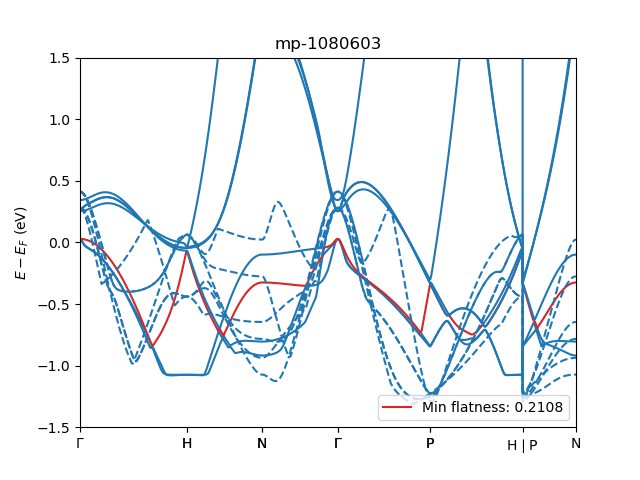 mp-1080603
1.5
1.0
0.5
0.0
−0.5
−1.0
−1.5
E − E_F (eV)
Min flatness: 0.2108
Γ H N Γ P H | P N